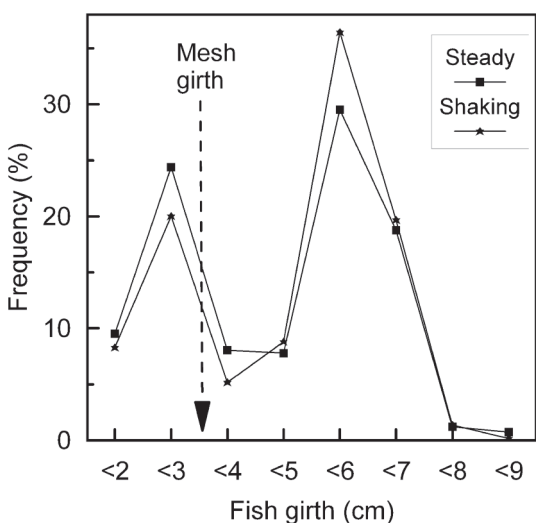 Mesh
girth
Steady
Shaking
Frequency (%)
30
20
10
0
<2 <3 <4 <5 <6 <7 <8 <9
Fish girth (cm)